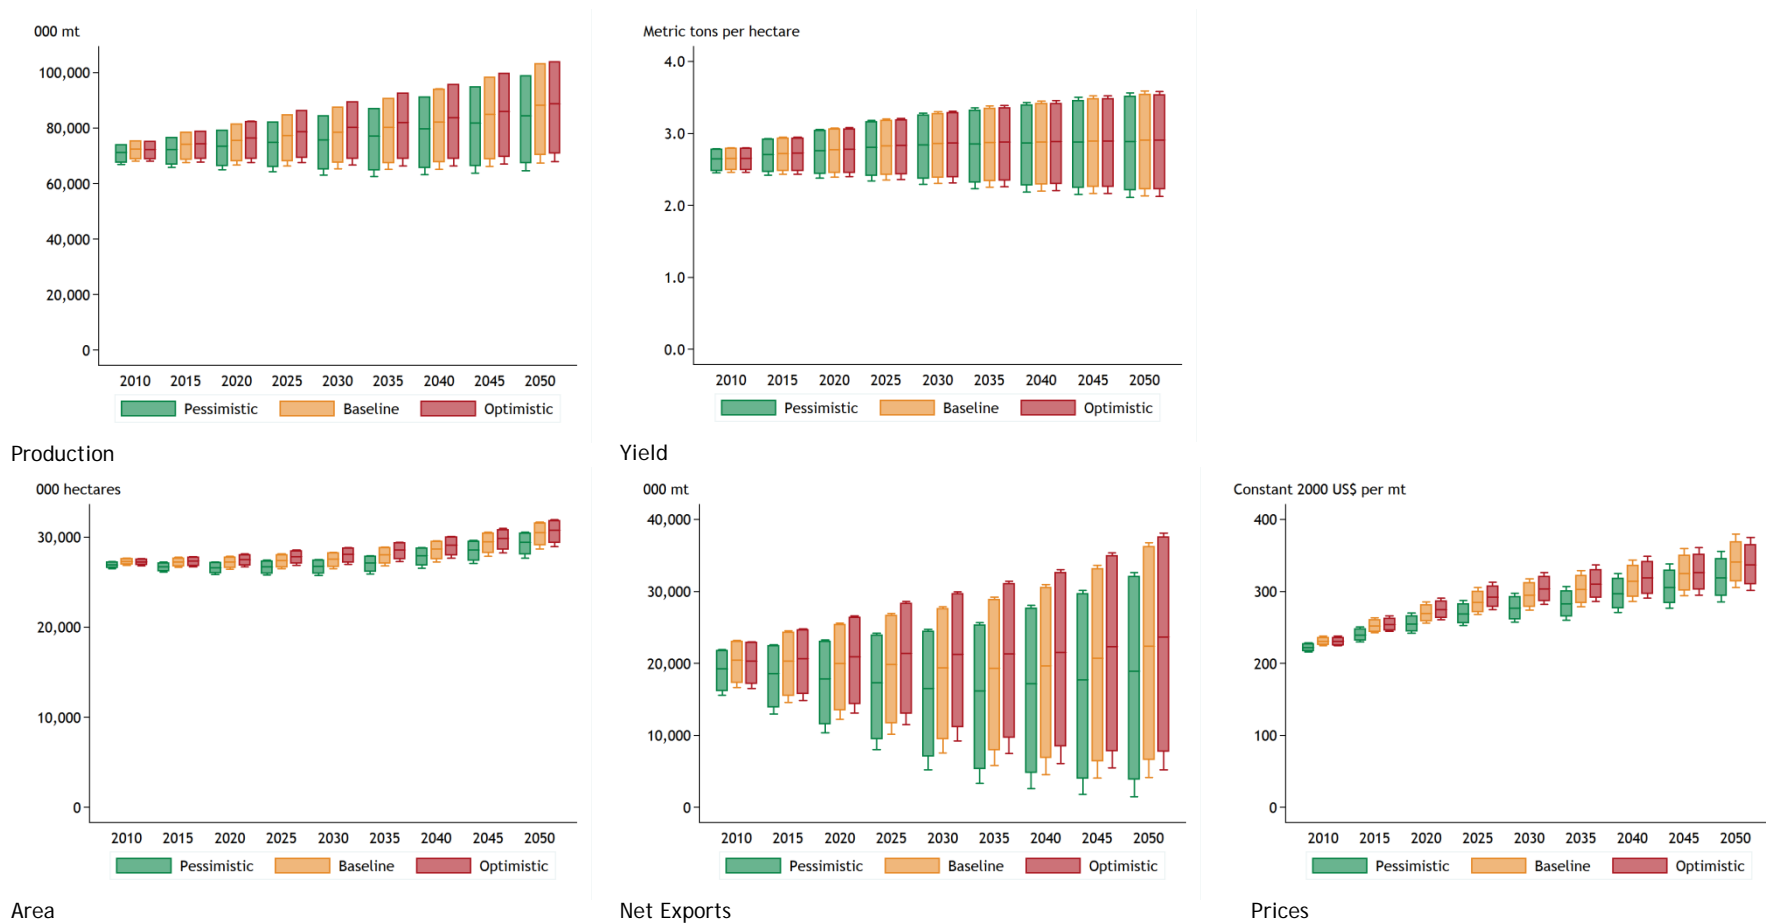 000 mt
100,000
80,000
60,000
40,000
20,000
0
2010 2015 2020 2025 2030 2035 2040 2045 2050
Pessimistic Baseline Optimistic
Production
Metric tons per hectare
4.0
3.0
2.0
1.0
0.0
2010 2015 2020 2025 2030 2035 2040 2045 2050
Pessimistic Baseline Optimistic
Yield
000 hectares
30,000
20,000
10,000
0
2010 2015 2020 2025 2030 2035 2040 2045 2050
Pessimistic Baseline Optimistic
Area
000 mt
40,000
30,000
20,000
10,000
0
2010 2015 2020 2025 2030 2035 2040 2045 2050
Pessimistic Baseline Optimistic
Net Exports
Constant 2000 US$ per mt
400
300
200
100
0
2010 2015 2020 2025 2030 2035 2040 2045 2050
Pessimistic Baseline Optimistic
Prices